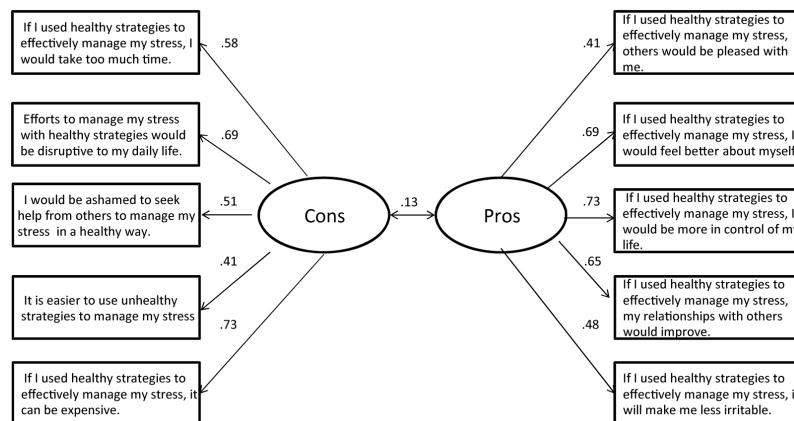 If I used healthy strategies to
effectively manage my stress, I
would take too much time.
.58
Efforts to manage my stress
with healthy strategies would
be disruptive to my daily life.
.69
I would be ashamed to seek
help from others to manage my
stress in a healthy way.
.51
It is easier to use unhealthy
strategies to manage my stress
.41
If I used healthy strategies to
effectively manage my stress, it
can be expensive.
.73
Cons
.13
Pros
.41
If I used healthy strategies to
effectively manage my stress,
others would be pleased with
me.
.69
If I used healthy strategies to
effectively manage my stress, I
would feel better about myself
.73
If I used healthy strategies to
effectively manage my stress, I
would be more in control of my
life.
.65
If I used healthy strategies to
effectively manage my stress,
my relationships with others
would improve.
.48
If I used healthy strategies to
effectively manage my stress, i
will make me less irritable.